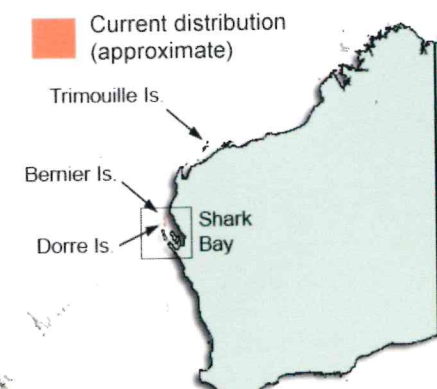 Current distribution
(approximate)
Trimouille Is.
Bernier Is.
Shark
Dorre Is.
Bay